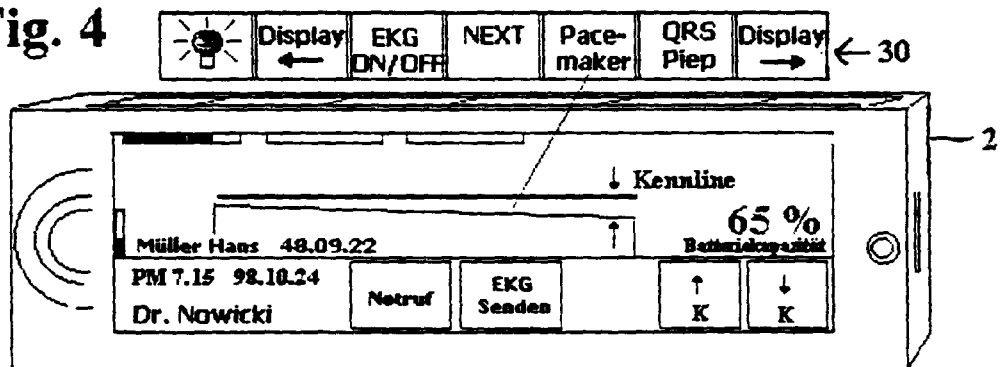 Fig. 4
Display
←
EKG
ON/OFF
NEXT
Pace-
maker
QRS
Piep
Display
→
30
2
↓ Kennline
65 %
Batteriekapazität
Müller Hans 48.09.22
PM 7.15 98.10.24
Dr. Nowicki
Notruf
EKG
Senden
↑
K
↓
K